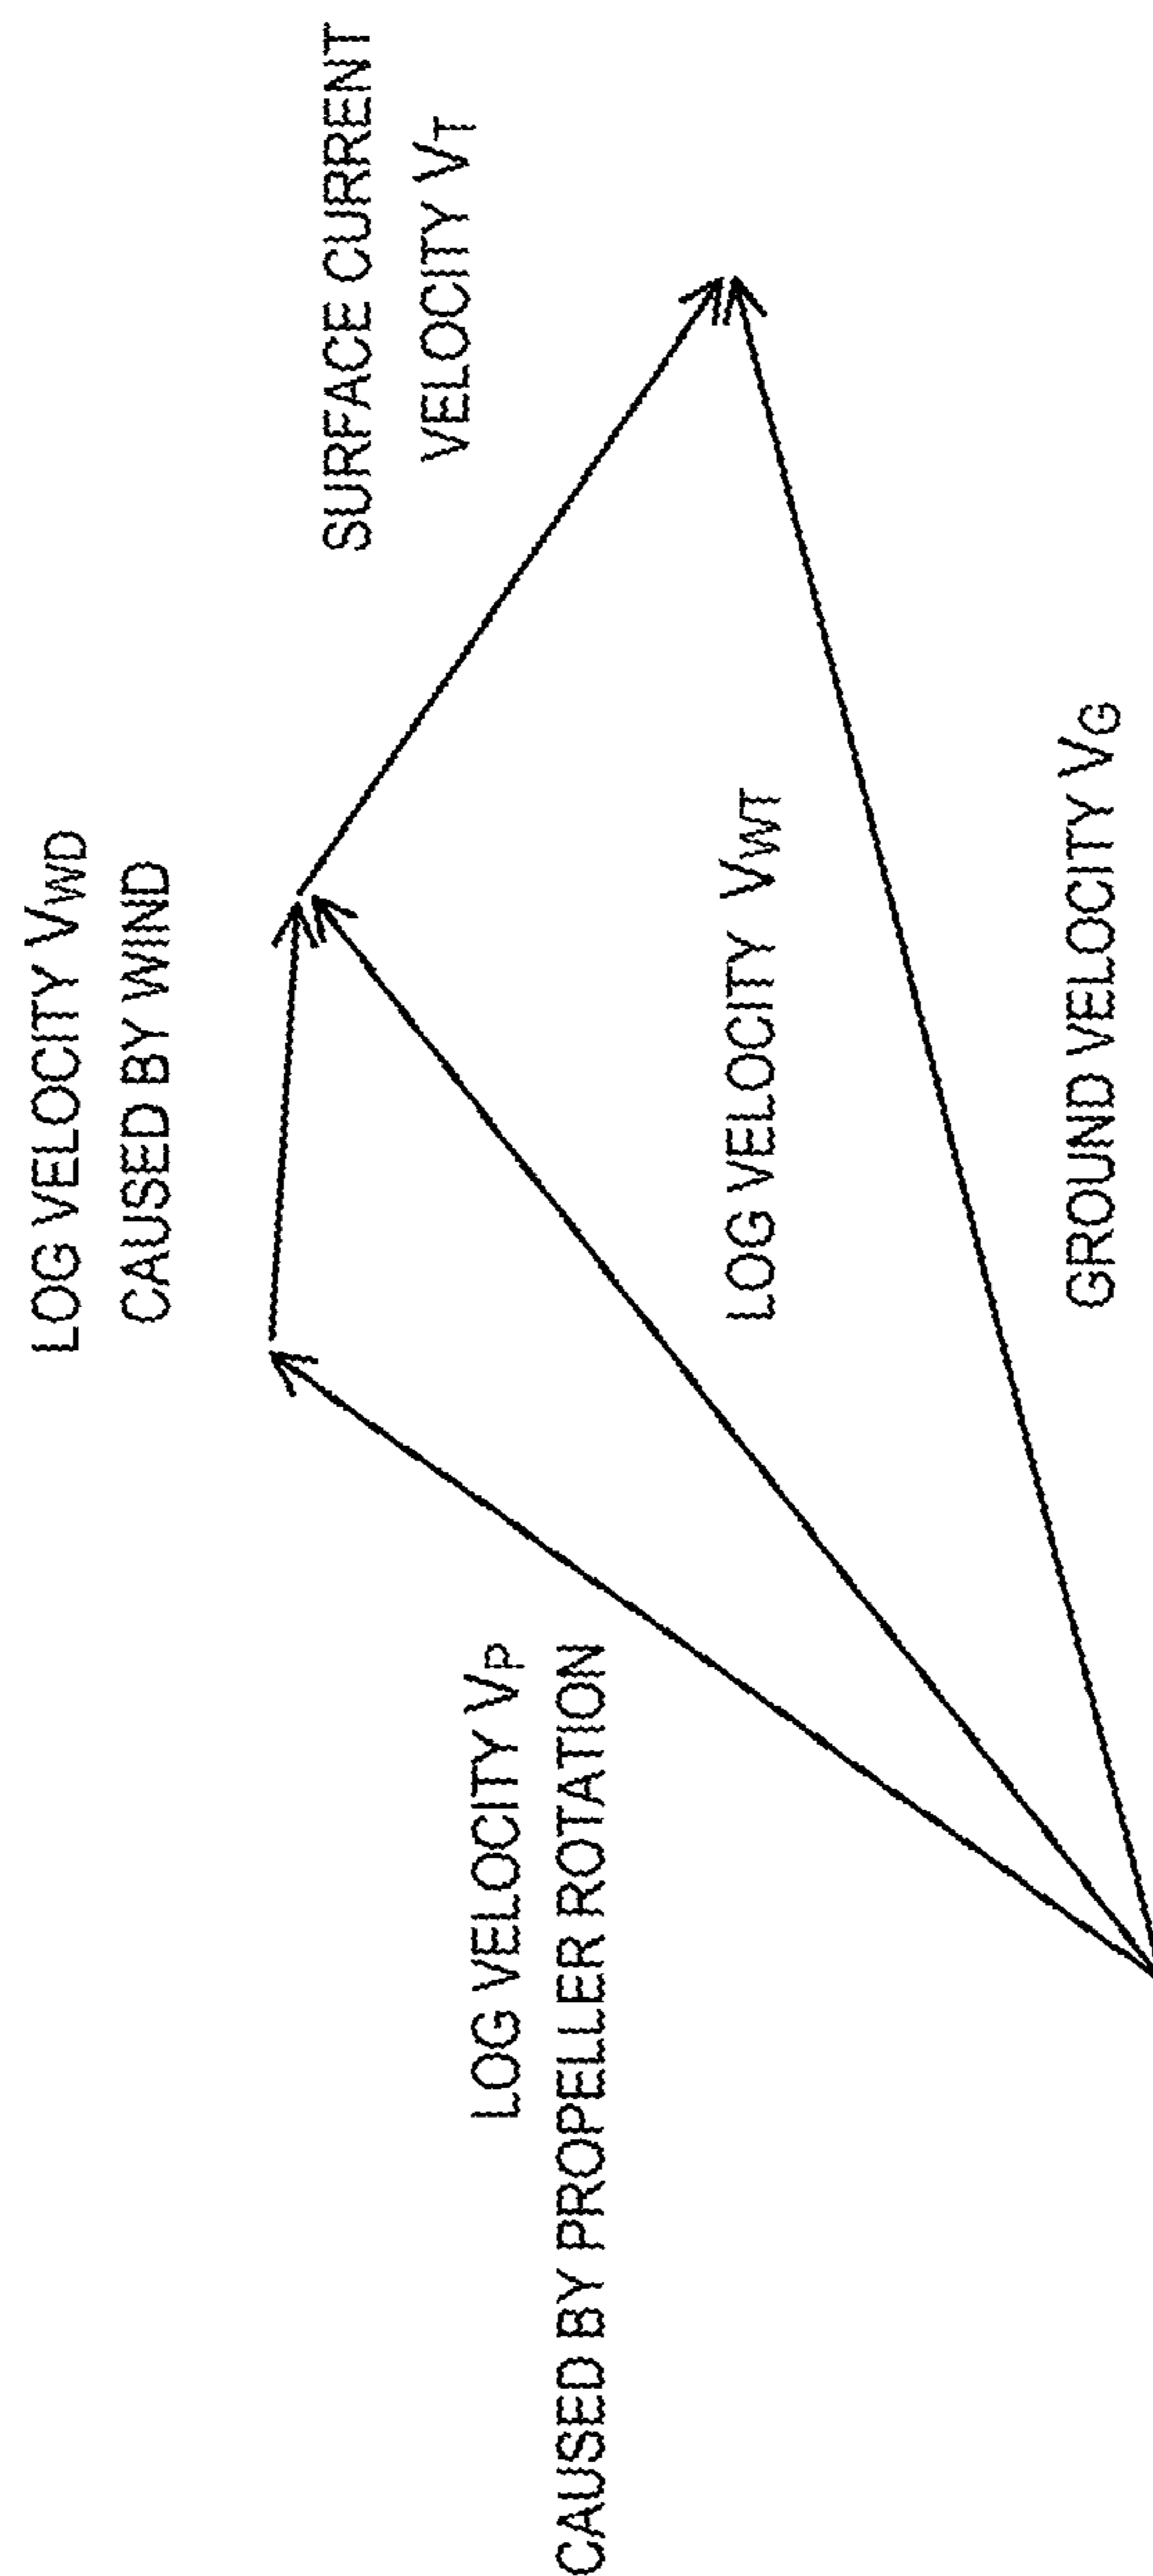 LOG VELOCITY VWD
CAUSED BY WIND
SURFACE CURRENT
VELOCITY VT
LOG VELOCITY VP
CAUSED BY PROPELLER ROTATION
LOG VELOCITY VWT
GROUND VELOCITY VG